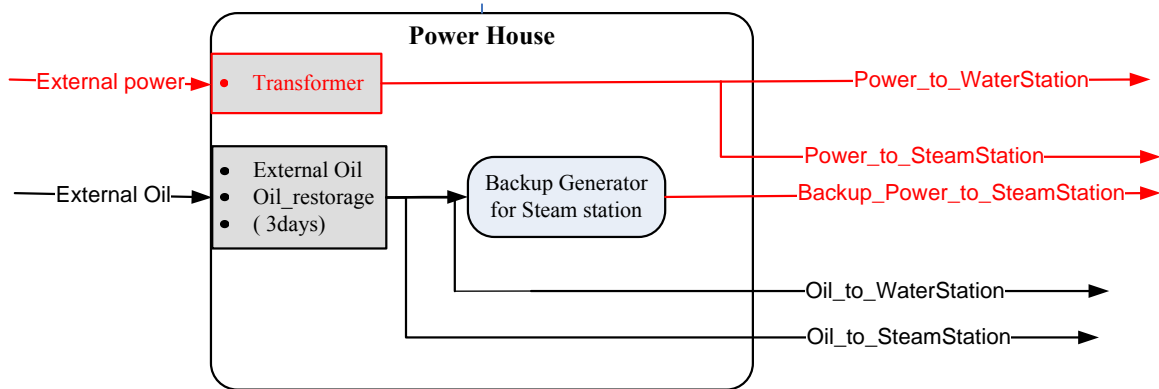 Power House
External power
• Transformer
Power_to_WaterStation
Power_to_SteamStation
External Oil
• External Oil
• Oil_restorage
• ( 3days)
Backup Generator
for Steam station
Backup_Power_to_SteamStation
Oil_to_WaterStation
Oil_to_SteamStation